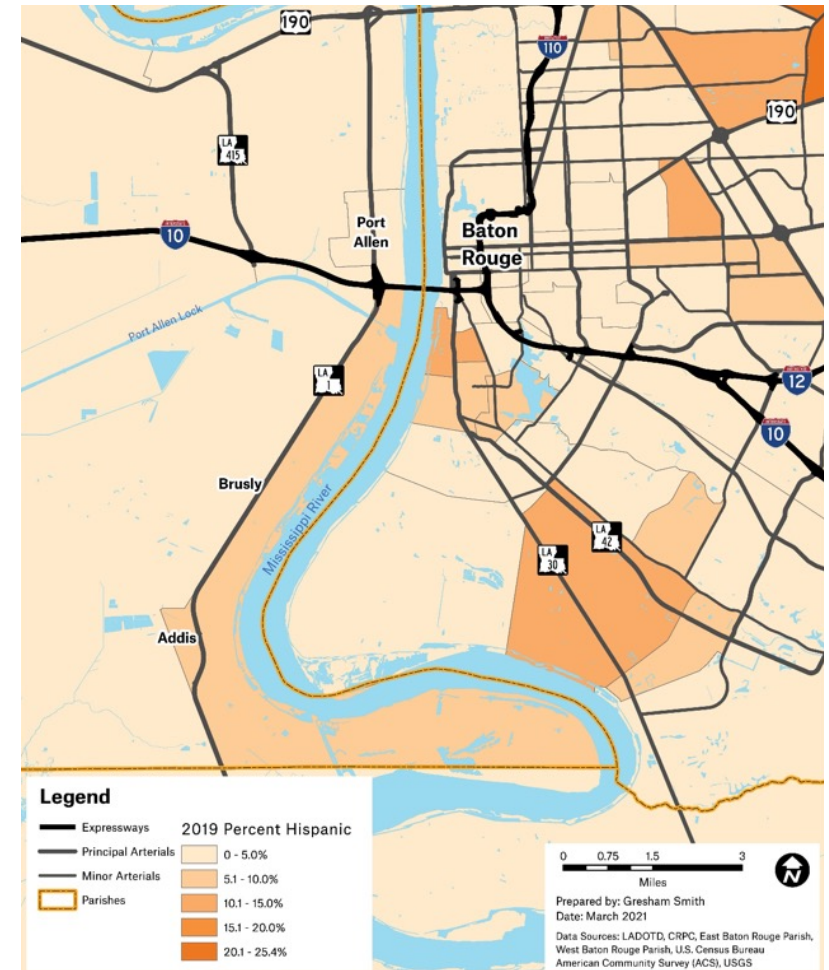 190
110
LA
415
190
Port
Allen
Baton
Rouge
10
Port Allen Lock
LA
1
12
10
Brusly
Mississippi River
LA
42
LA
30
Addis
Legend
Expressways
Principal Arterials
Minor Arterials
Parishes
2019 Percent Hispanic
0 - 5.0%
5.1 - 10.0%
10.1 - 15.0%
15.1 - 20.0%
20.1 - 25.4%
0 0.75 1.5 3
Miles
N
Prepared by: Gresham Smith
Date: March 2021
Data Sources: LADOTD, CRPC, East Baton Rouge Parish,
West Baton Rouge Parish, U.S. Census Bureau
American Community Survey (ACS), USGS